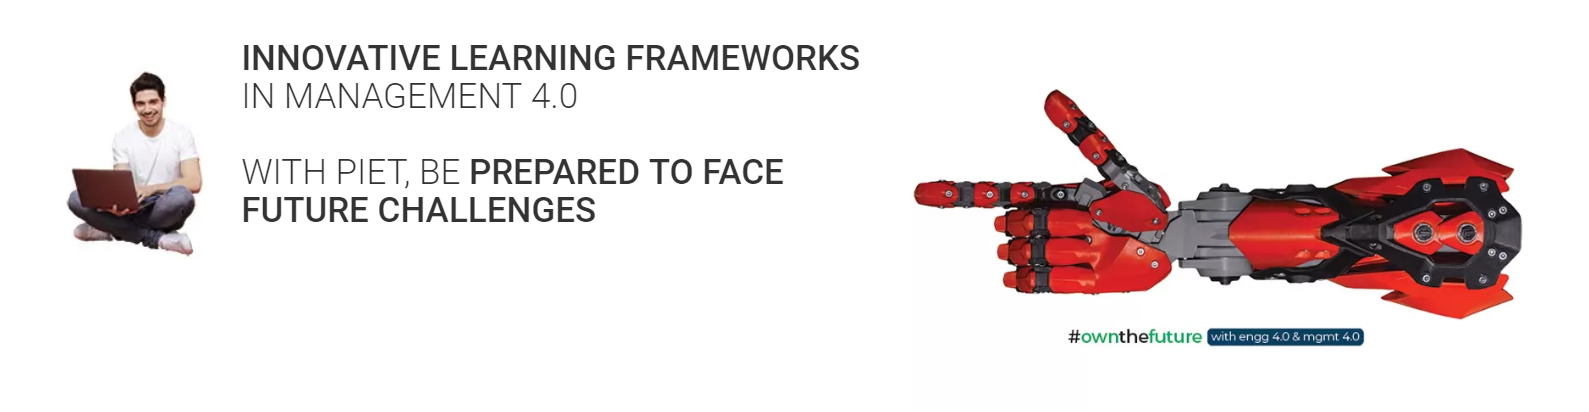 INNOVATIVE LEARNING FRAMEWORKS
IN MANAGEMENT 4.0
WITH PIET, BE PREPARED TO FACE
FUTURE CHALLENGES
#ownthefuture with engg 4.0 & mgmt 4.0